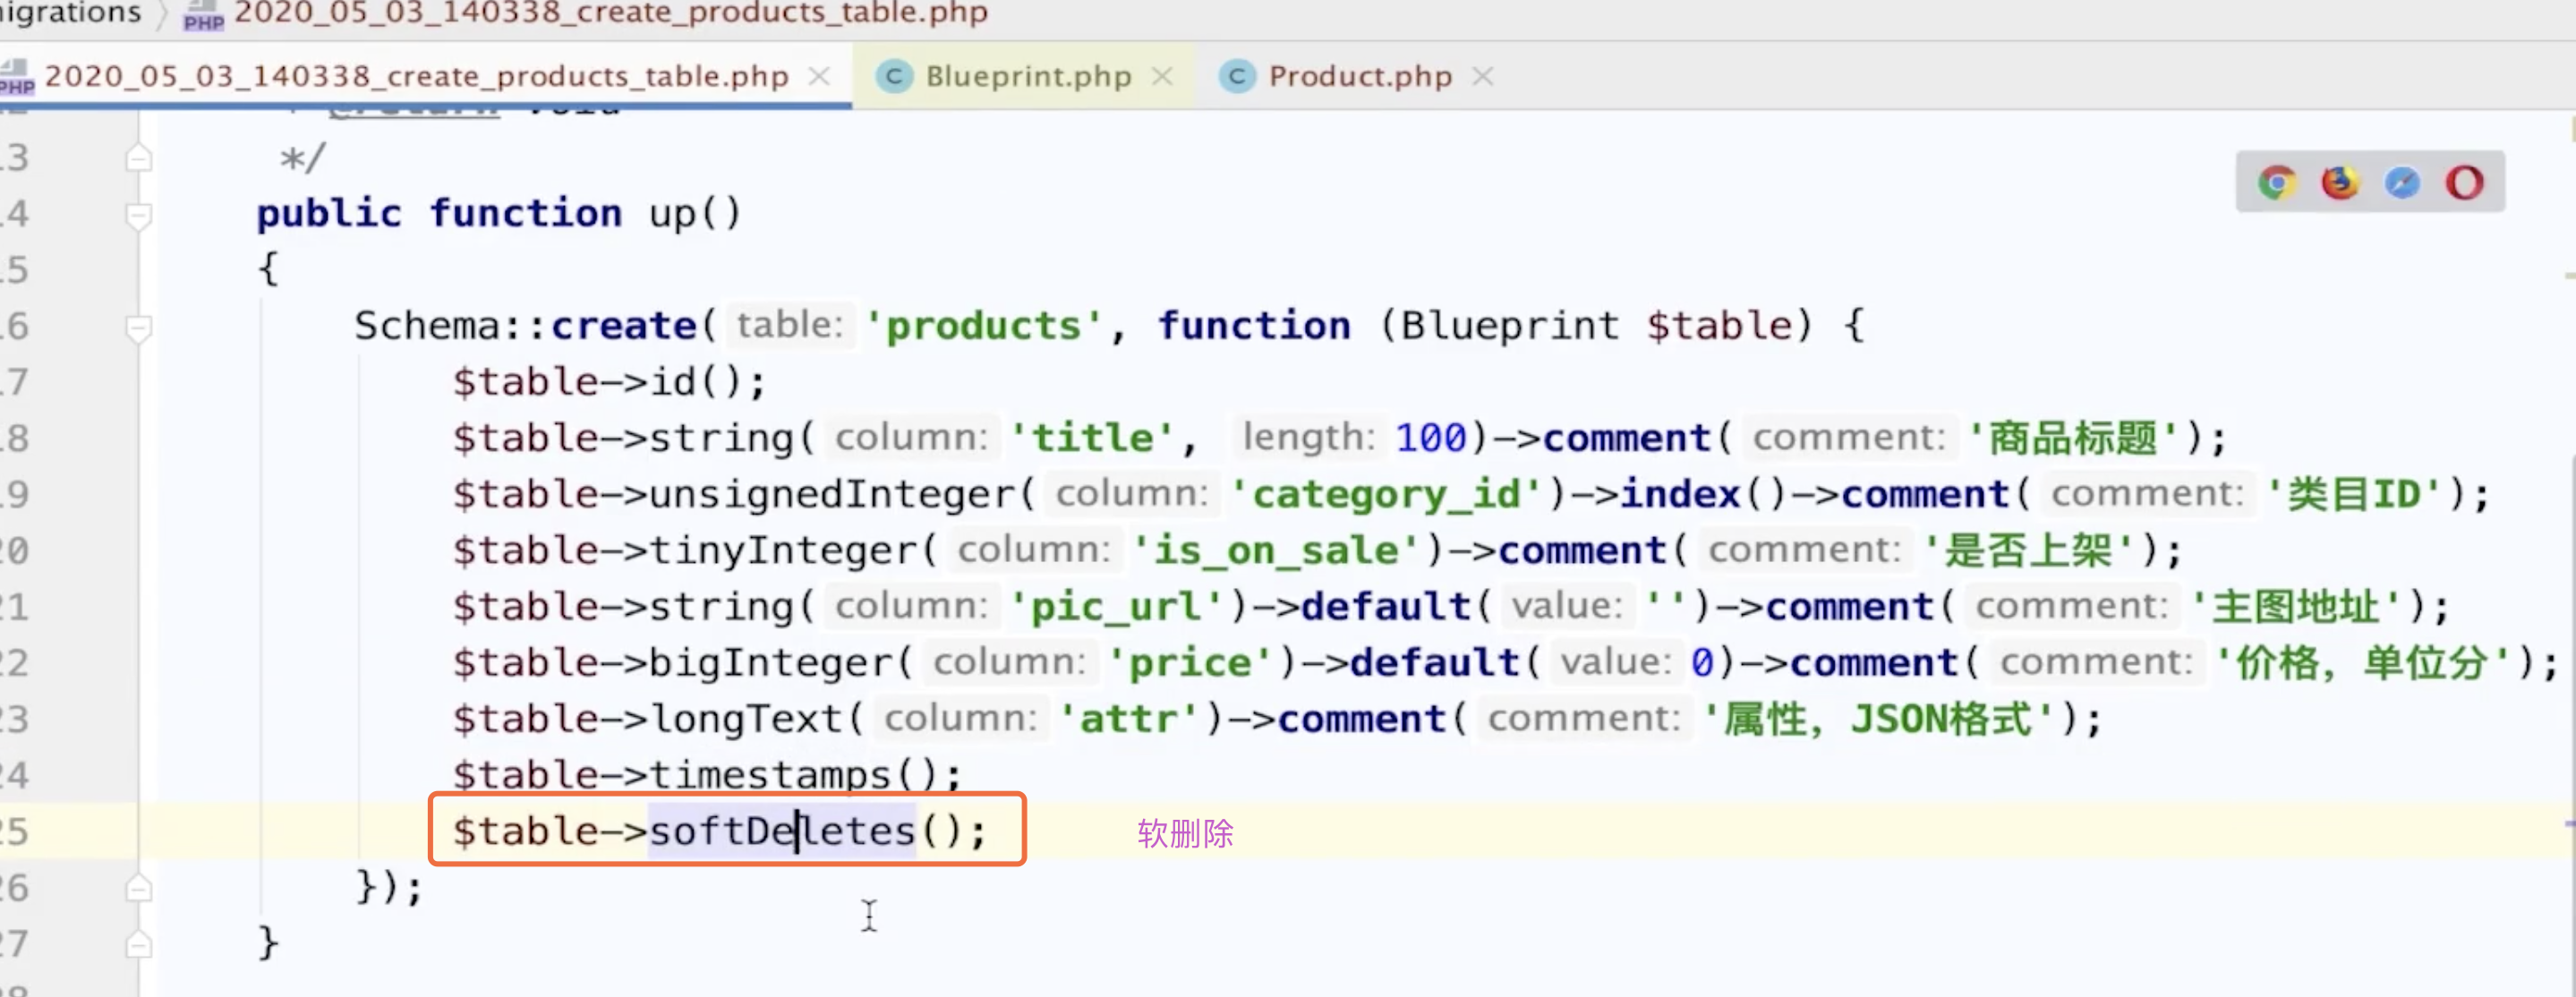 igrations 〉 2020_05_03_140338_create_products_table.php
2020_05_03_140338_create_products_table.php × Blueprint.php × Product.php ×
13 */
14 public function up()
15 {
16 Schema::create( table: 'products', function (Blueprint $table) {
17 $table->id();
18 $table->string( column: 'title', length: 100)->comment( comment: '商品标题');
19 $table->unsignedInteger( column: 'category_id')->index()->comment( comment: '类目ID');
20 $table->tinyInteger( column: 'is_on_sale')->comment( comment: '是否上架');
21 $table->string( column: 'pic_url')->default( value: '')->comment( comment: '主图地址');
22 $table->bigInteger( column: 'price')->default( value: 0)->comment( comment: '价格，单位分');
23 $table->longText( column: 'attr')->comment( comment: '属性，JSON格式');
24 $table->timestamps();
25 $table->softDeletes(); 软删除
26 });
27 }